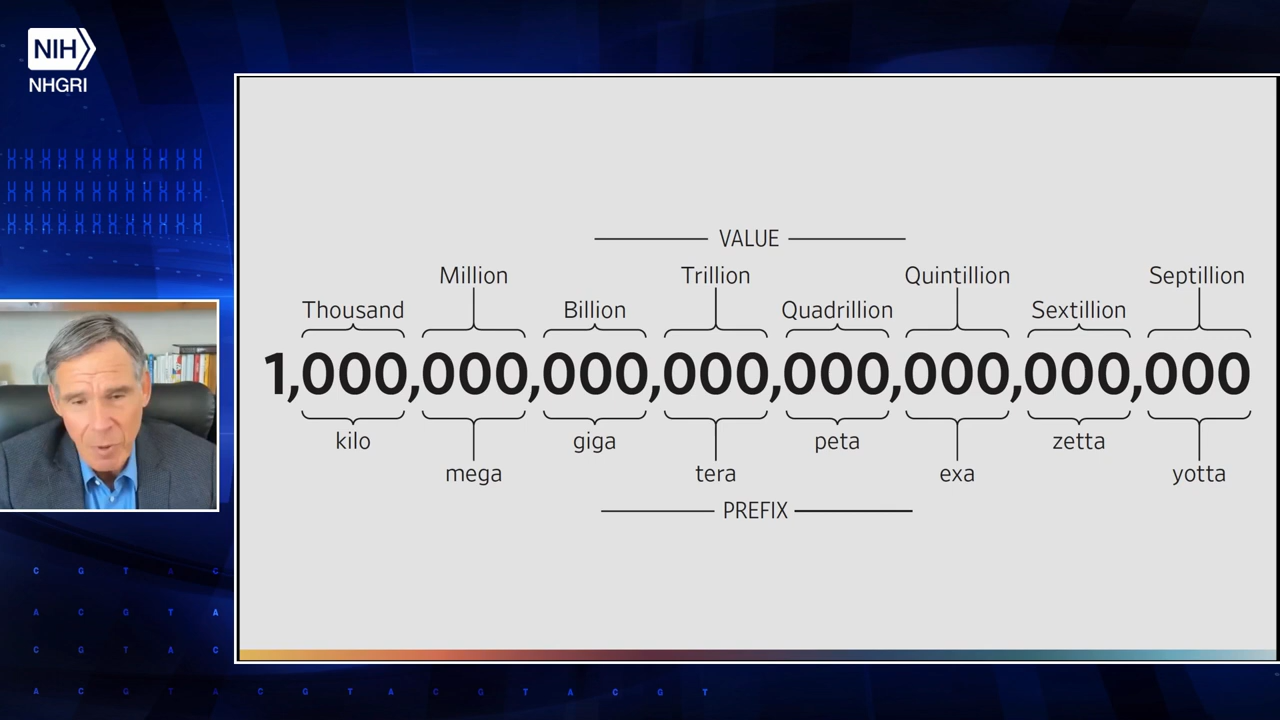 NIH
NHGRI
VALUE
Million Trillion Quintillion Septillion
Thousand Billion Quadrillion Sextillion
1,000,000,000,000,000,000,000,000
kilo giga peta zetta
mega tera exa yotta
PREFIX
C G T A C
A C G T A
C G T A C
A C G T A C G T A C G T A C G T